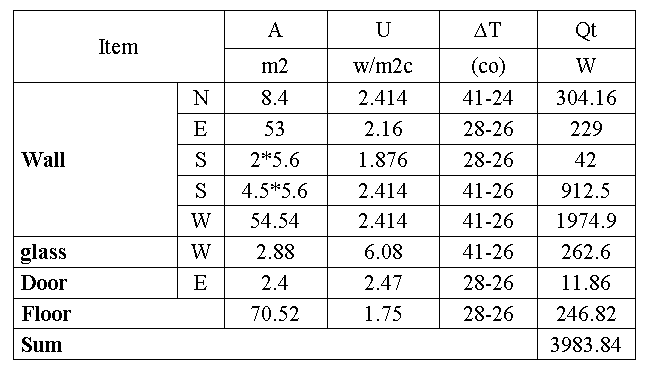 Item A U ΔT Qt
m2 w/m2c (co) W
Wall N 8.4 2.414 41-24 304.16
E 53 2.16 28-26 229
S 2*5.6 1.876 28-26 42
S 4.5*5.6 2.414 41-26 912.5
W 54.54 2.414 41-26 1974.9
glass W 2.88 6.08 41-26 262.6
Door E 2.4 2.47 28-26 11.86
Floor 70.52 1.75 28-26 246.82
Sum 3983.84